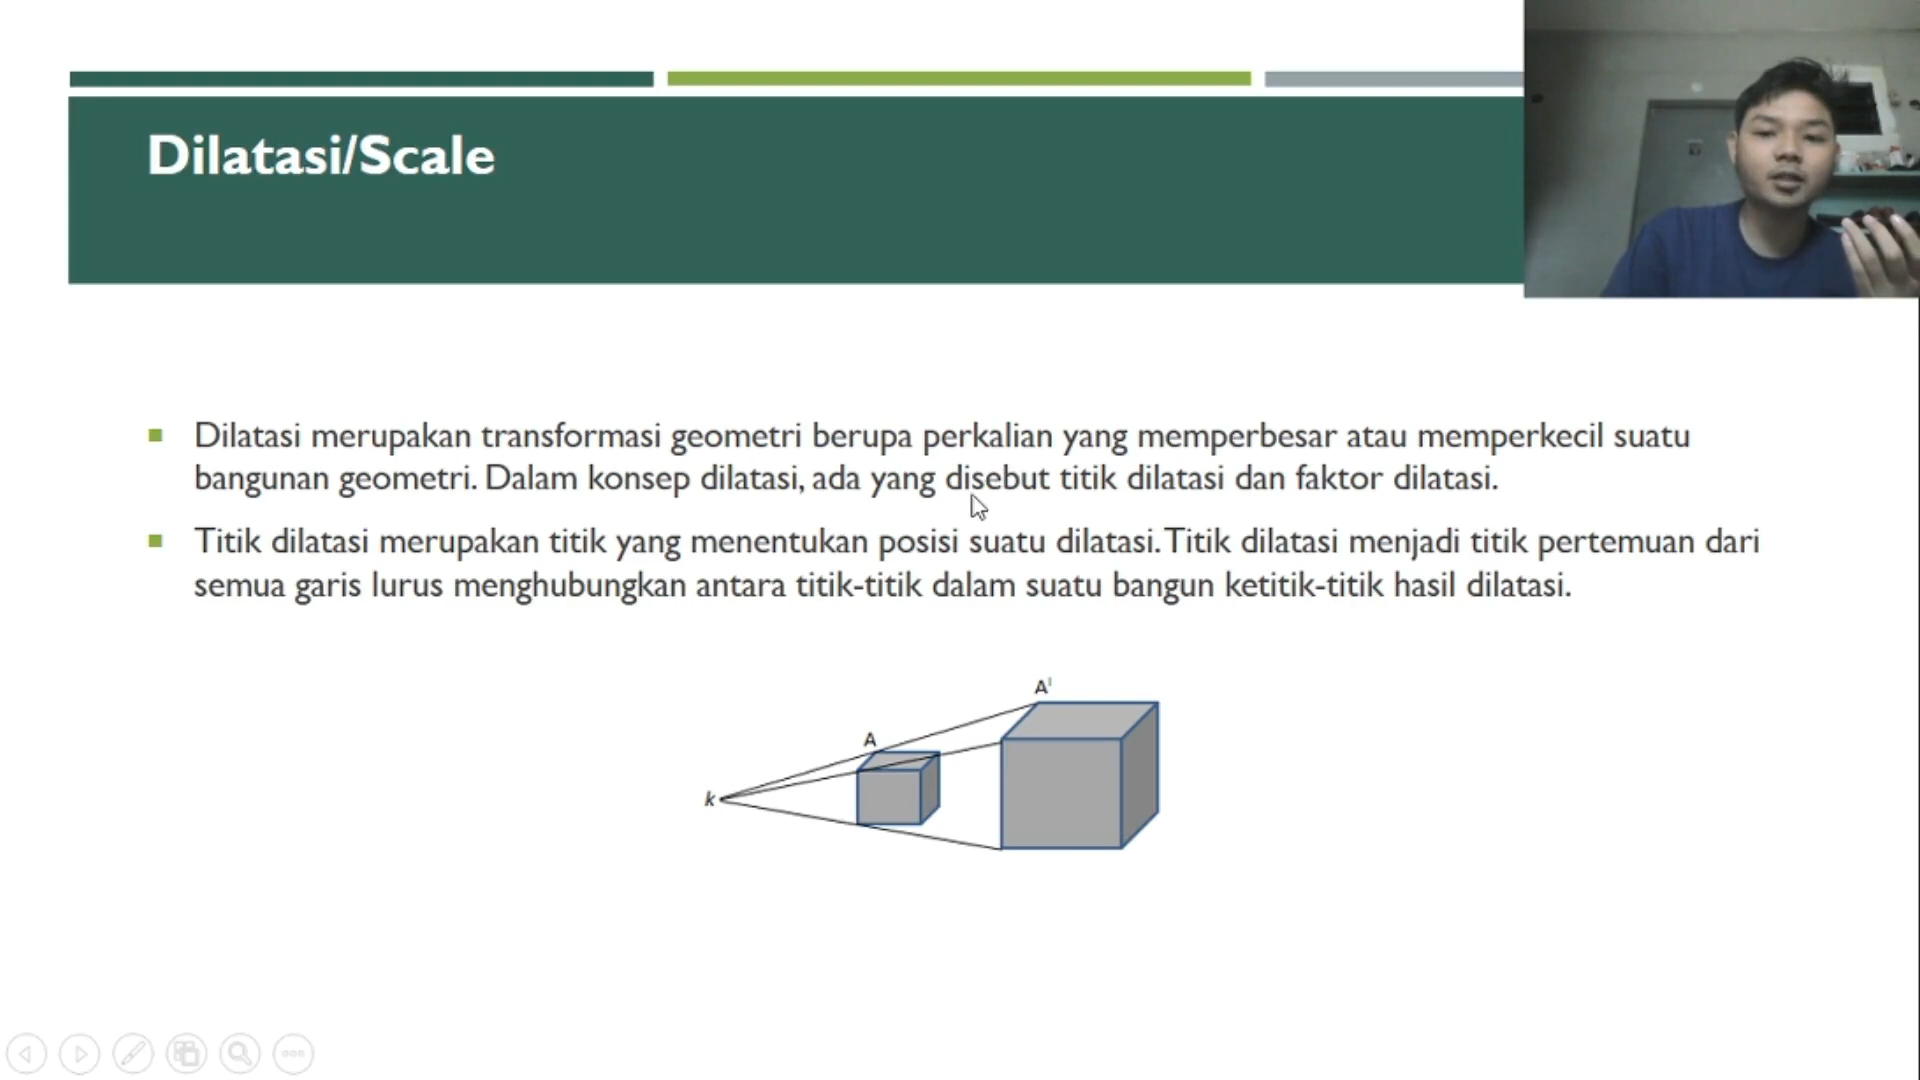 Dilatasi/Scale
Dilatasi merupakan transformasi geometri berupa perkalian yang memperbesar atau memperkecil suatu
bangunan geometri. Dalam konsep dilatasi, ada yang disebut titik dilatasi dan faktor dilatasi.
Titik dilatasi merupakan titik yang menentukan posisi suatu dilatasi. Titik dilatasi menjadi titik pertemuan dari
semua garis lurus menghubungkan antara titik-titik dalam suatu bangun ketitik-titik hasil dilatasi.
A'
A
k